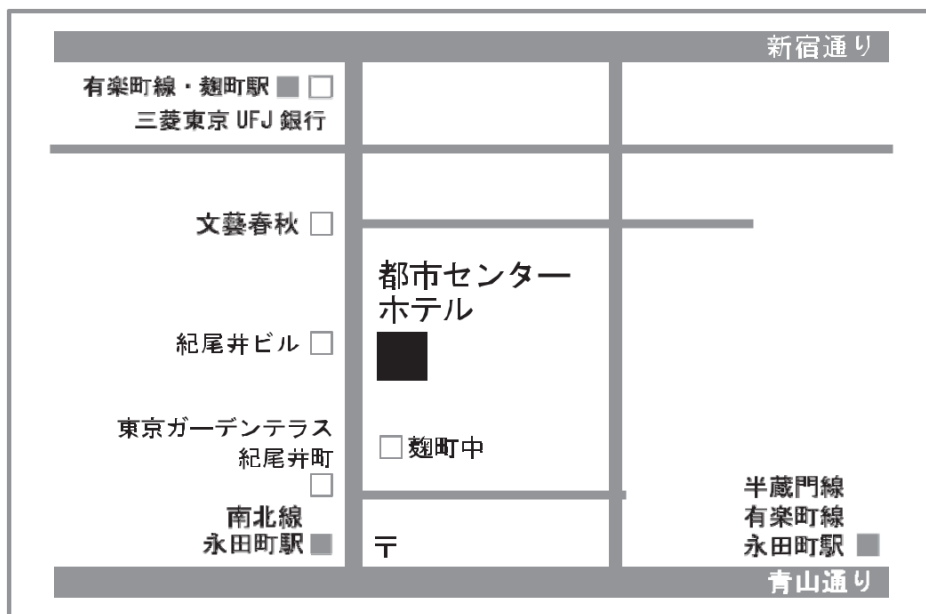 新宿通り
有楽町線・麹町駅
三菱東京 UFJ 銀行
文藝春秋
都市センター
ホテル
紀尾井ビル
東京ガーデンテラス
紀尾井町
麹町中
南北線
永田町駅
〒
半蔵門線
有楽町線
永田町駅
青山通り